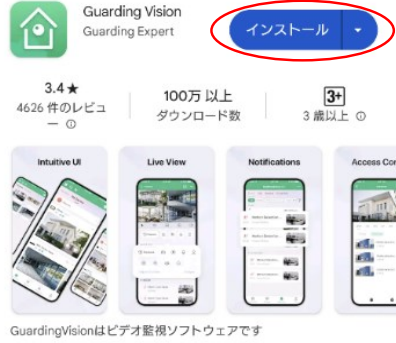 Guarding Vision
Guarding Expert
インストール
3.4★
4626 件のレビュ
ー ⓘ
100万 以上
ダウンロード数
3+
3 歳以上 ⓘ
Intuitive UI
Live View
Notifications
Access Con
GuardingVisionはビデオ監視ソフトウェアです